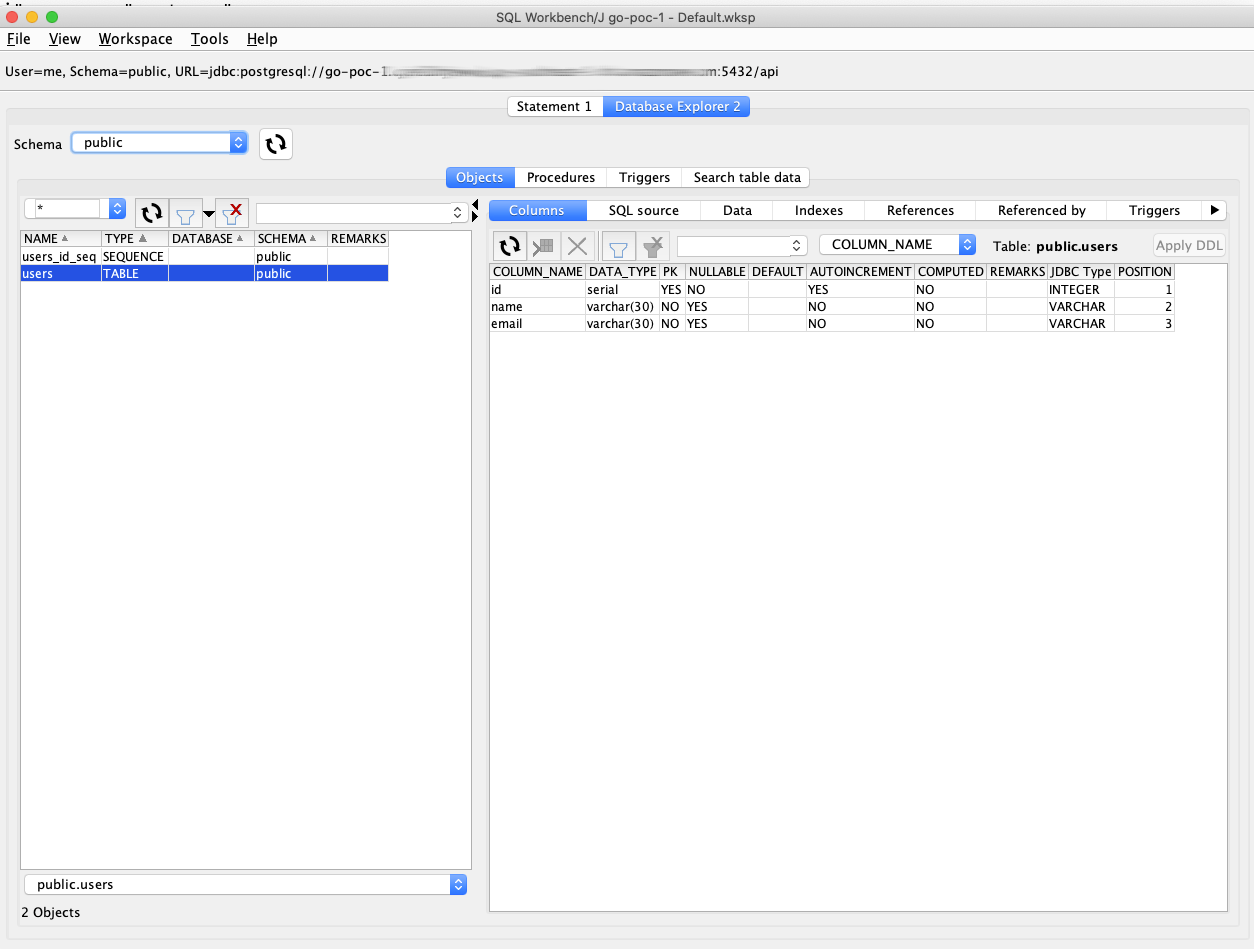 SQL Workbench/J go-poc-1 - Default.wksp
File View Workspace Tools Help
User=me, Schema=public, URL=jdbc:postgresql://go-poc-1. :5432/api
Statement 1 Database Explorer 2
Schema public
Objects Procedures Triggers Search table data
*
Columns SQL source Data Indexes References Referenced by Triggers
COLUMN_NAME Table: public.users Apply DDL
NAME TYPE DATABASE SCHEMA REMARKS
users_id_seq SEQUENCE public
users TABLE public
COLUMN_NAME DATA_TYPE PK NULLABLE DEFAULT AUTOINCREMENT COMPUTED REMARKS JDBC Type POSITION
id serial YES NO YES NO INTEGER 1
name varchar(30) NO YES NO NO VARCHAR 2
email varchar(30) NO YES NO NO VARCHAR 3
public.users
2 Objects